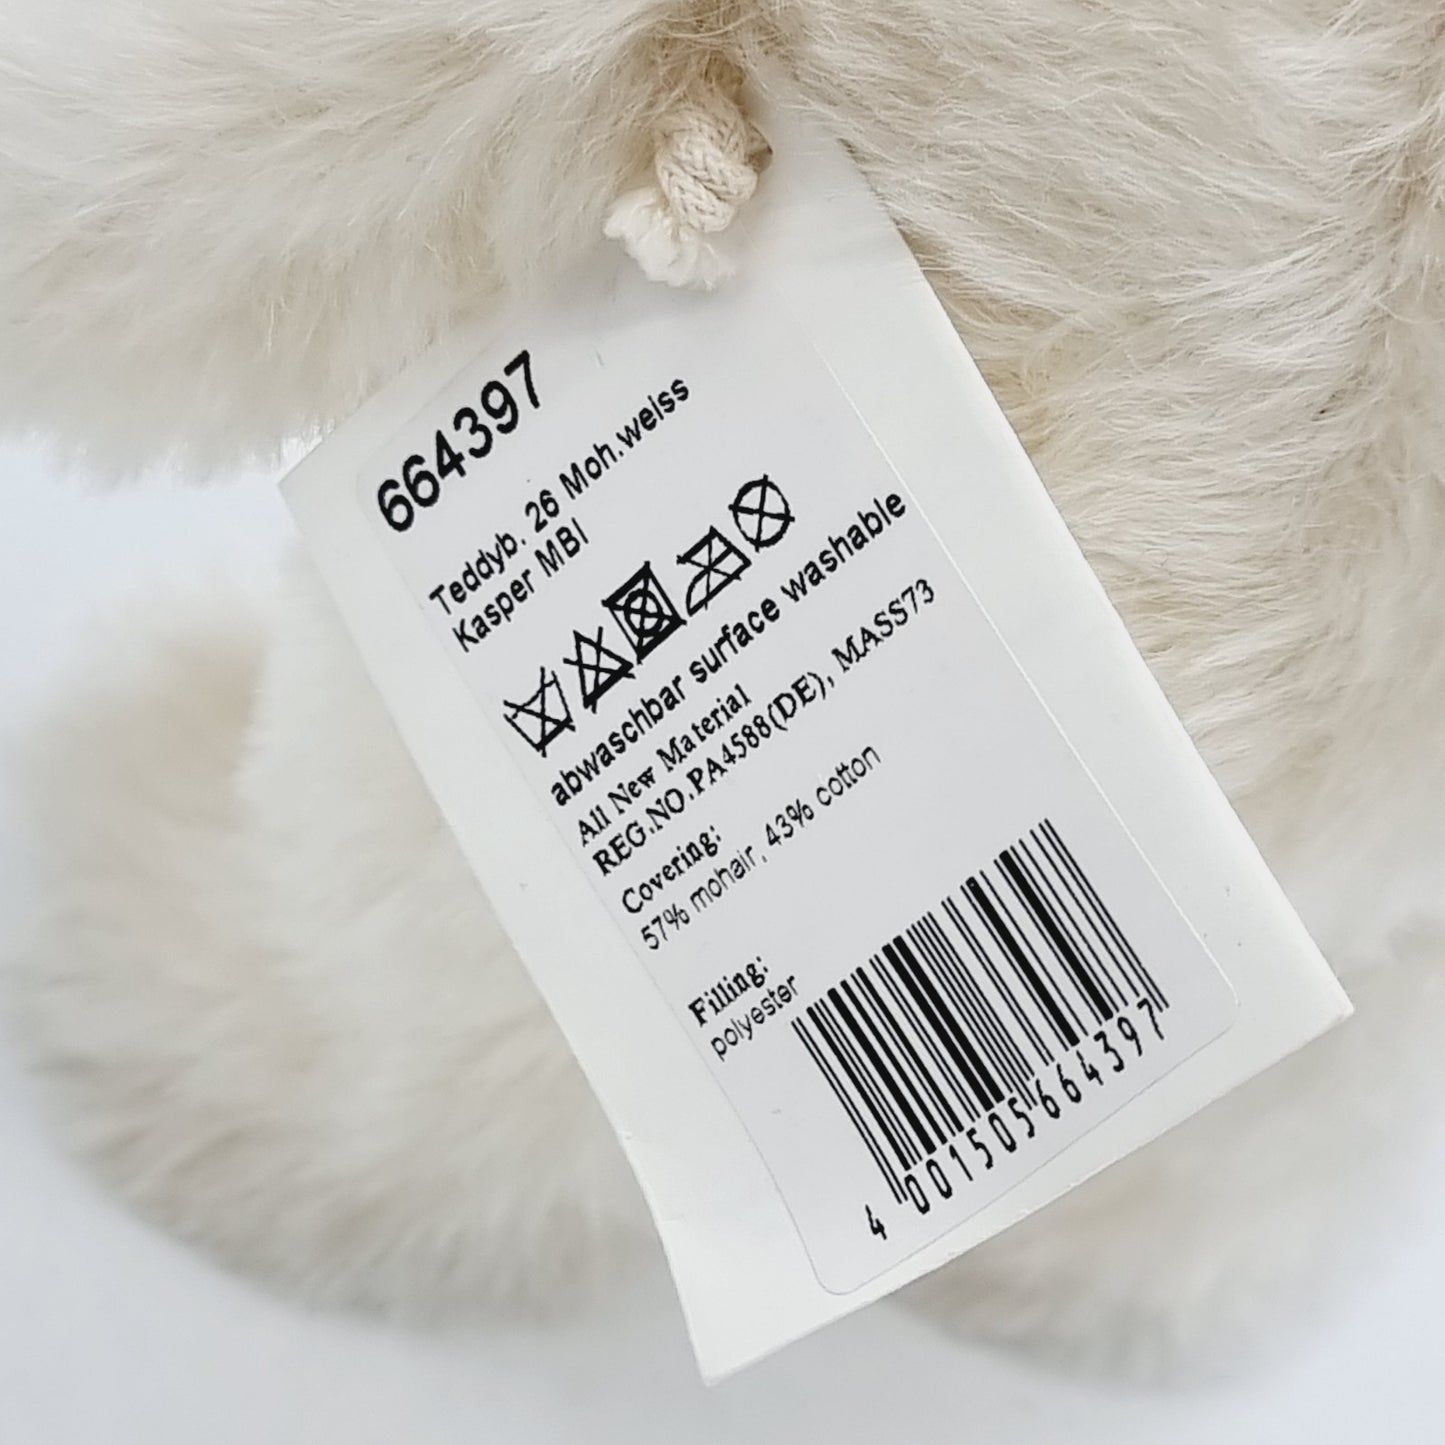 664397
Teddyb. 26 Moh.weiss
Kasper MBI
abwaschbar surface washable
All New Material
REG.NO.PA4588(DE), MASS73
Covering:
57% mohair, 43% cotton
Filling:
polyester
4 001505 664397